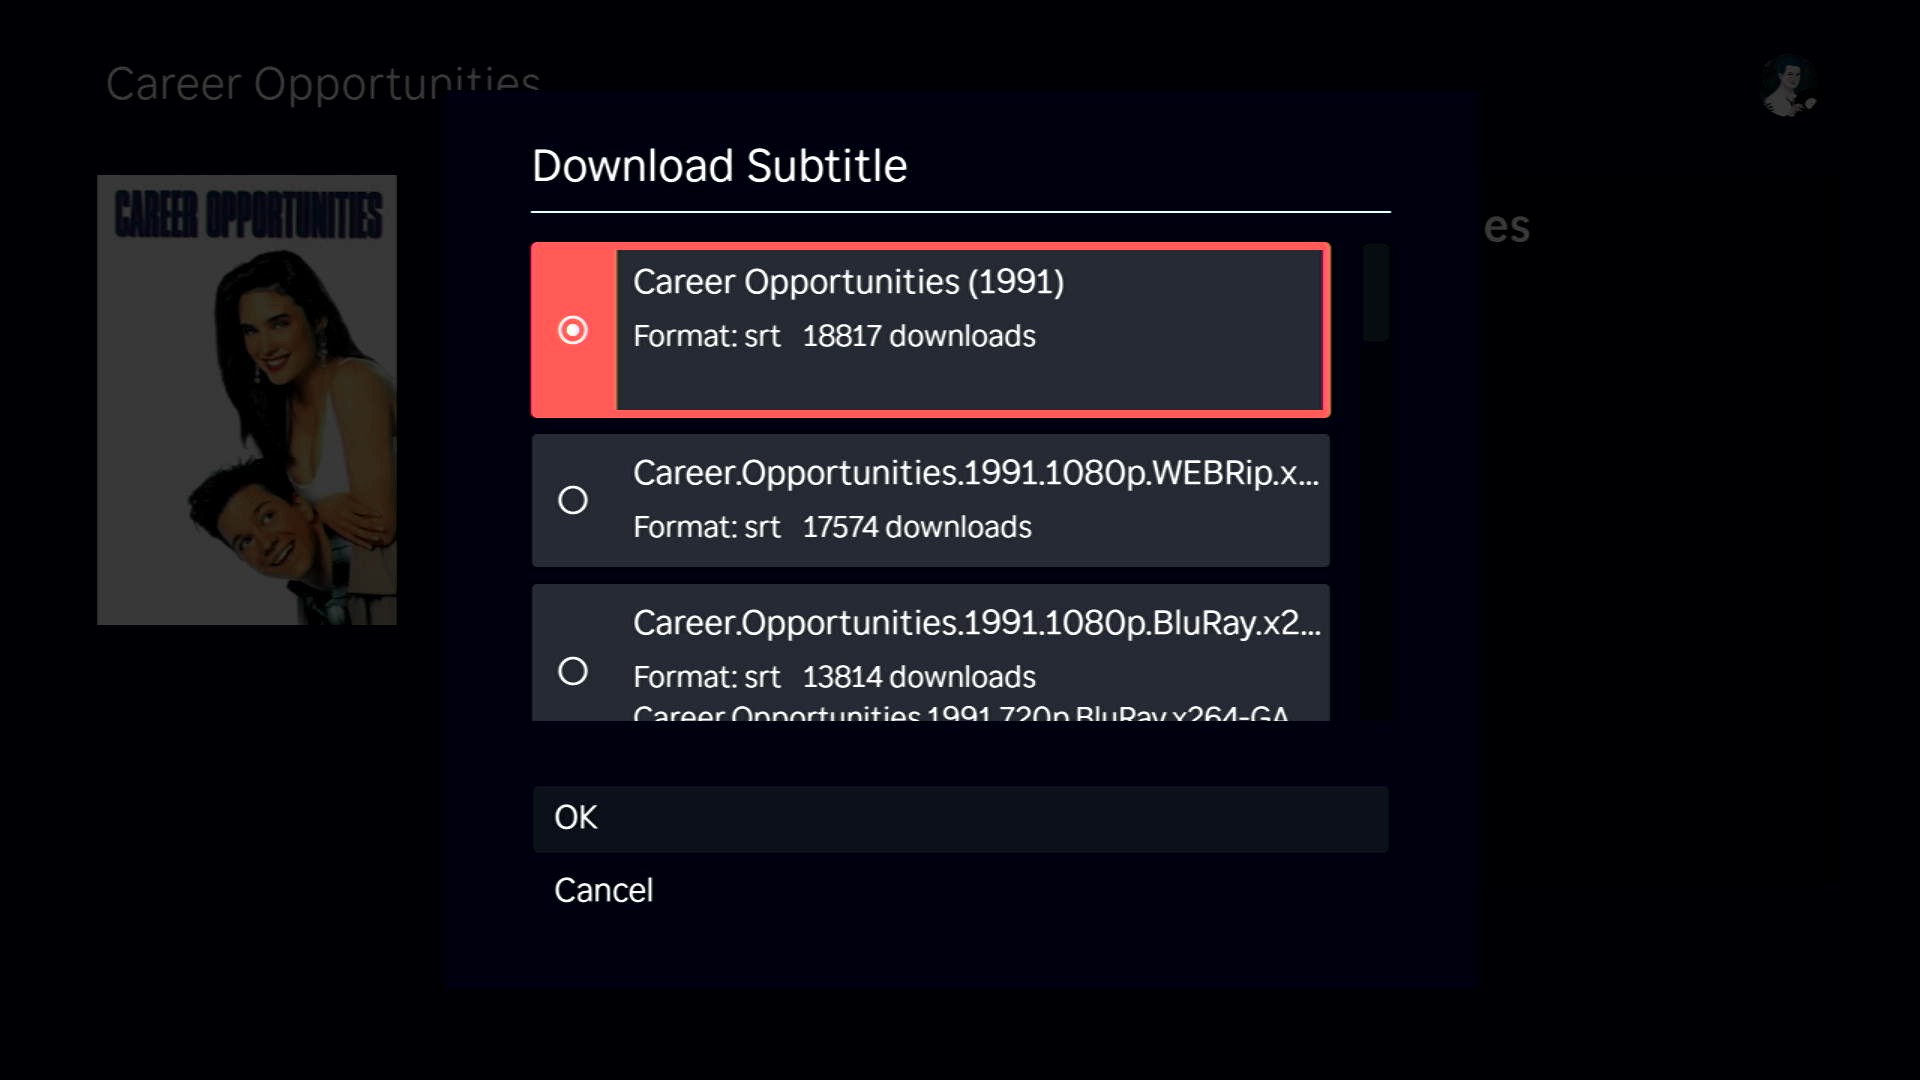 Career Opportunities
CAREER OPPORTUNITIES
Download Subtitle
es
Career Opportunities (1991)
Format: srt 18817 downloads
Career.Opportunities.1991.1080p.WEBRip.x...
Format: srt 17574 downloads
Career.Opportunities.1991.1080p.BluRay.x2...
Format: srt 13814 downloads
Career.Opportunities.1991.720p.BluRay.x264-GA
OK
Cancel